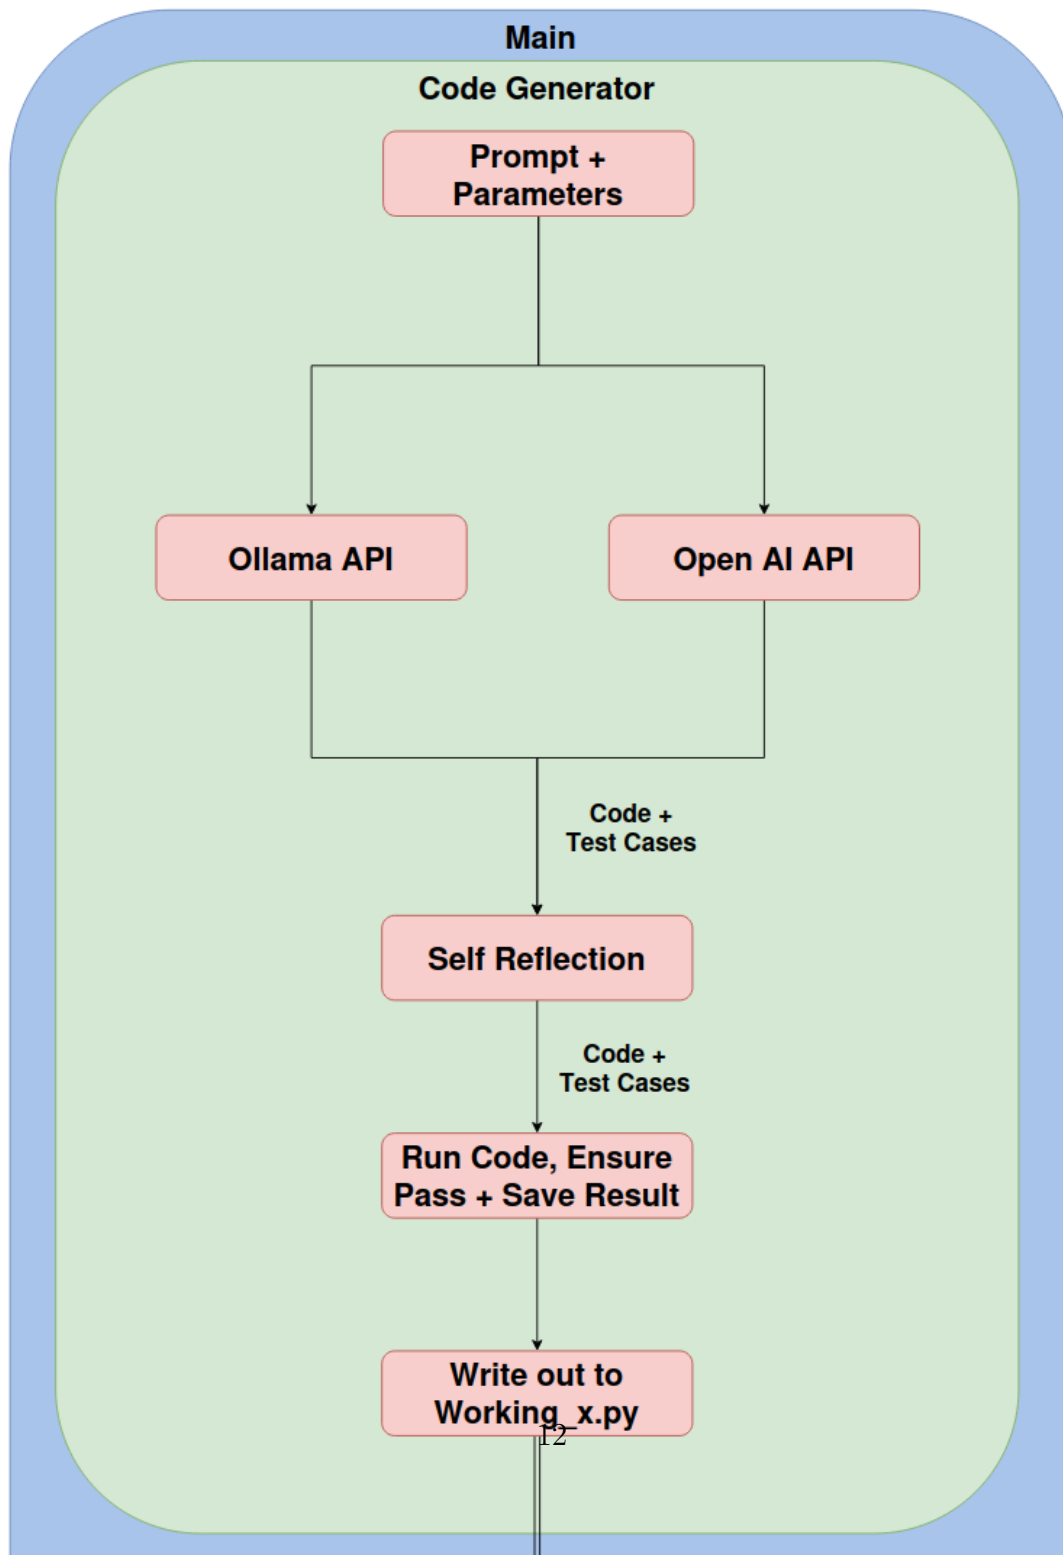 Main
Code Generator
Prompt +
Parameters
Ollama API
Open AI API
Code +
Test Cases
Self Reflection
Code +
Test Cases
Run Code, Ensure
Pass + Save Result
Write out to
Working_x.py
12